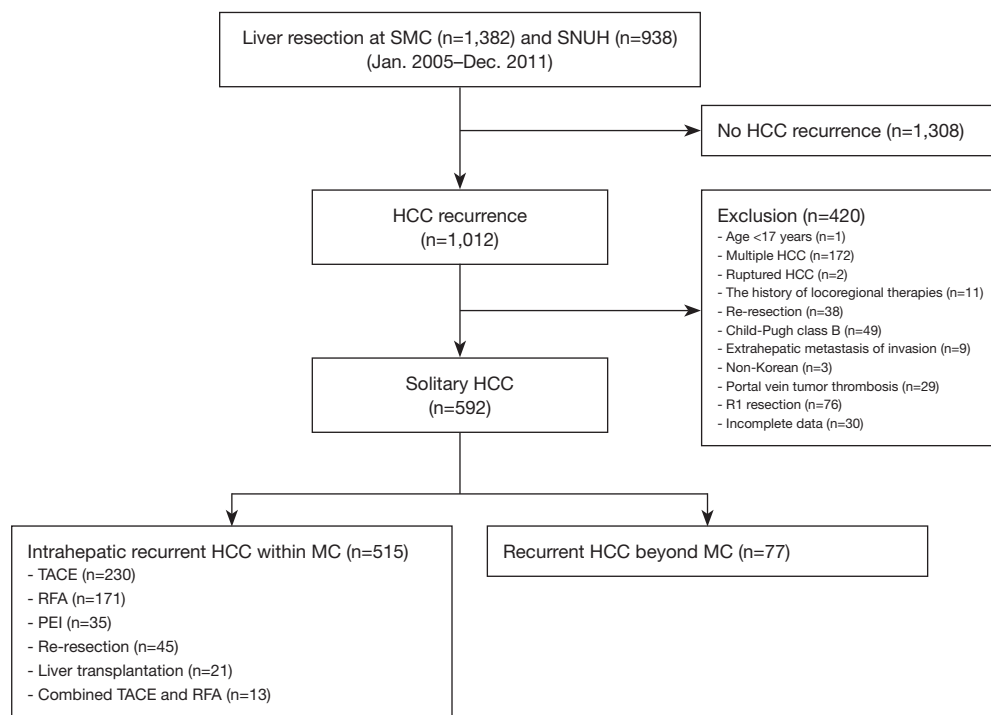 Liver resection at SMC (n=1,382) and SNUH (n=938)
(Jan. 2005–Dec. 2011)
No HCC recurrence (n=1,308)
HCC recurrence
(n=1,012)
Exclusion (n=420)
- Age <17 years (n=1)
- Multiple HCC (n=172)
- Ruptured HCC (n=2)
- The history of locoregional therapies (n=11)
- Re-resection (n=38)
- Child-Pugh class B (n=49)
- Extrahepatic metastasis of invasion (n=9)
- Non-Korean (n=3)
- Portal vein tumor thrombosis (n=29)
- R1 resection (n=76)
- Incomplete data (n=30)
Solitary HCC
(n=592)
Intrahepatic recurrent HCC within MC (n=515)
- TACE (n=230)
- RFA (n=171)
- PEI (n=35)
- Re-resection (n=45)
- Liver transplantation (n=21)
- Combined TACE and RFA (n=13)
Recurrent HCC beyond MC (n=77)